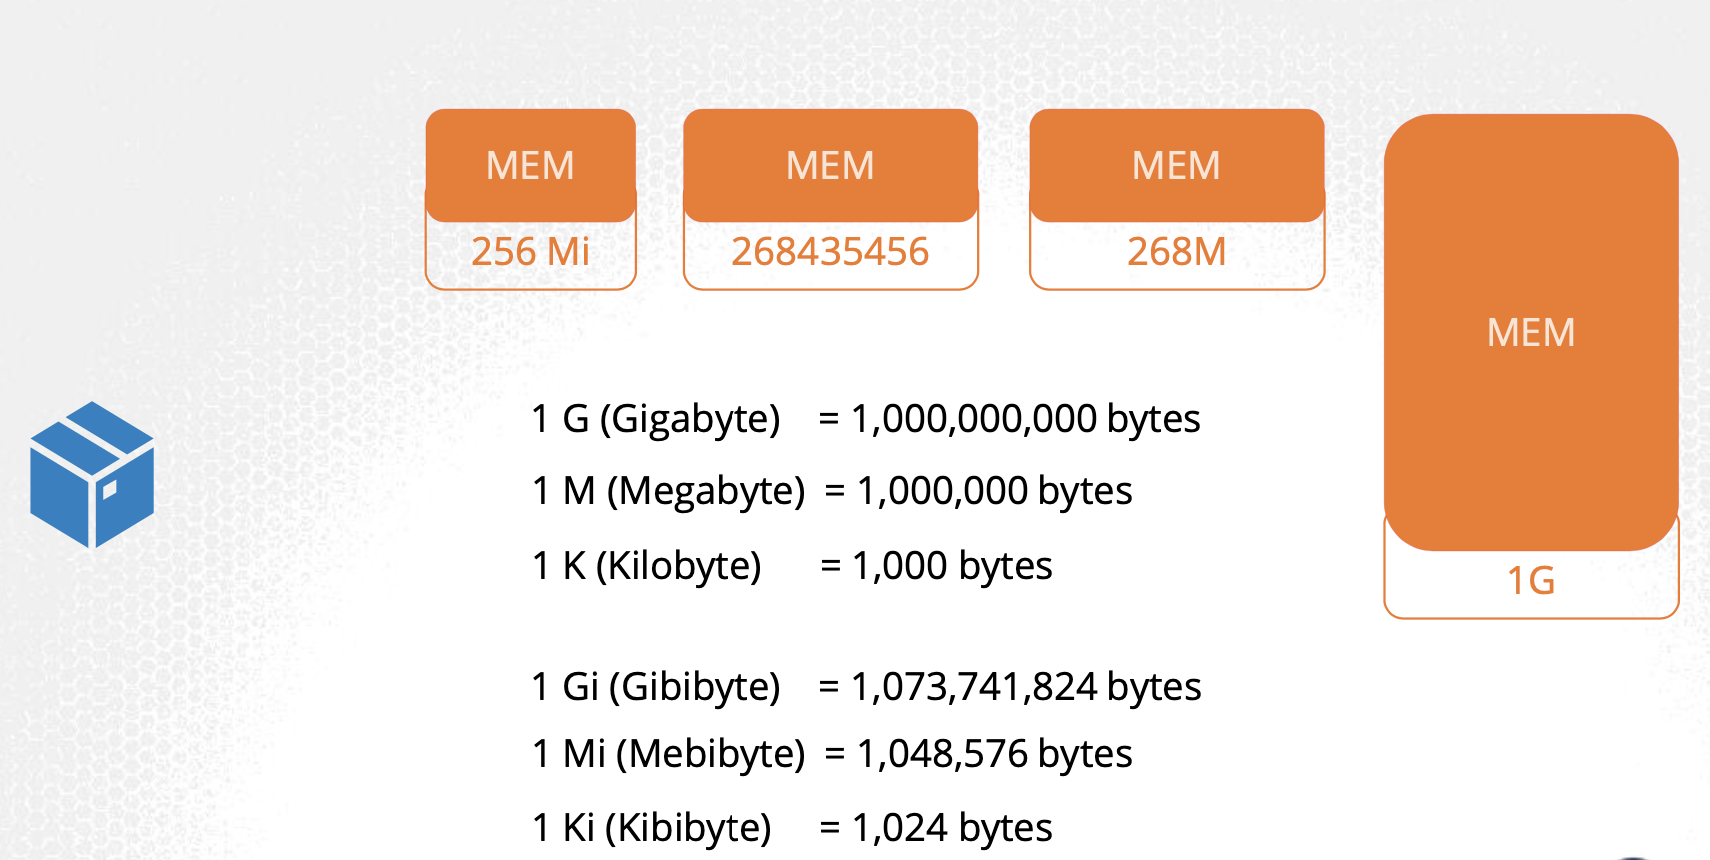 MEM
256 Mi
MEM
268435456
MEM
268M
MEM
1G
1 G (Gigabyte) = 1,000,000,000 bytes
1 M (Megabyte) = 1,000,000 bytes
1 K (Kilobyte) = 1,000 bytes
1 Gi (Gibibyte) = 1,073,741,824 bytes
1 Mi (Mebibyte) = 1,048,576 bytes
1 Ki (Kibibyte) = 1,024 bytes